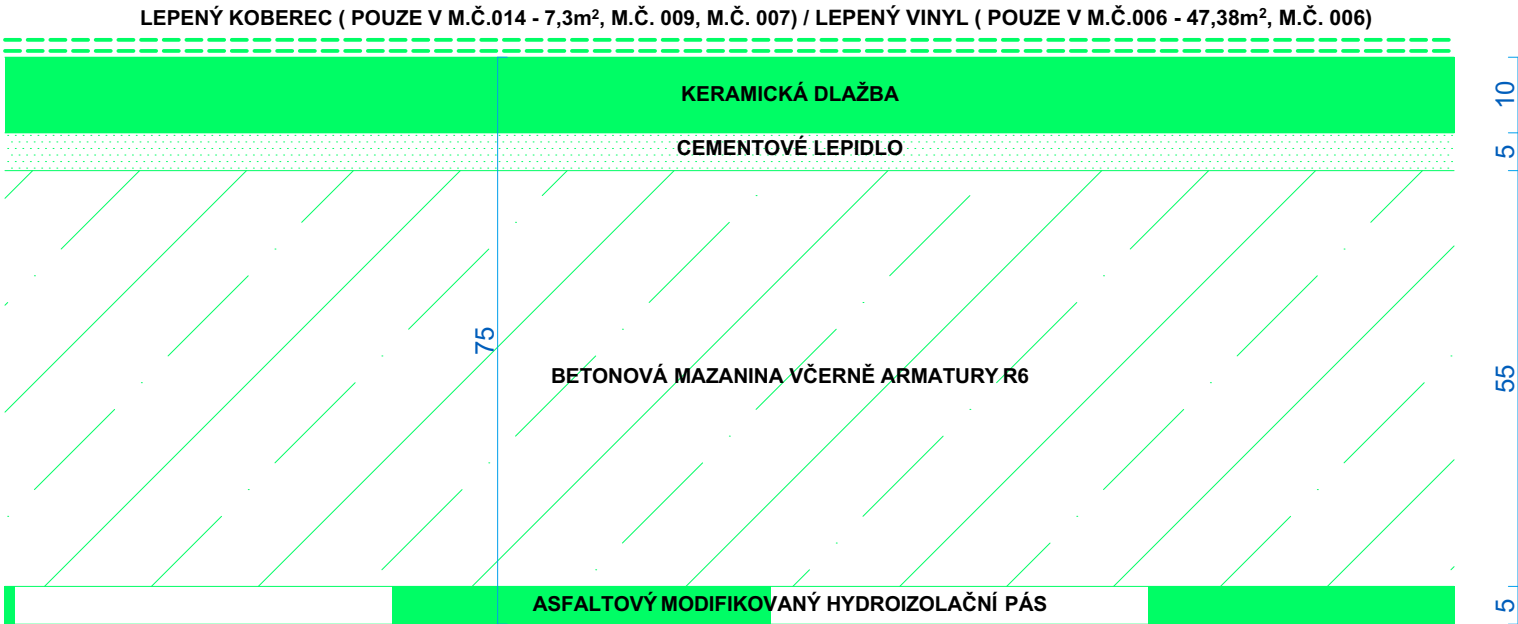 LEPENÝ KOBEREC ( POUZE V M.Č.014 - 7,3m², M.Č. 009, M.Č. 007) / LEPENÝ VINYL ( POUZE V M.Č.006 - 47,38m², M.Č. 006)
KERAMICKÁ DLAŽBA
10
CEMENTOVÉ LEPIDLO
5
75
BETONOVÁ MAZANINA VČERNĚ ARMATURY R6
55
ASFALTOVÝ MODIFIKOVANÝ HYDROIZOLAČNÍ PÁS
5